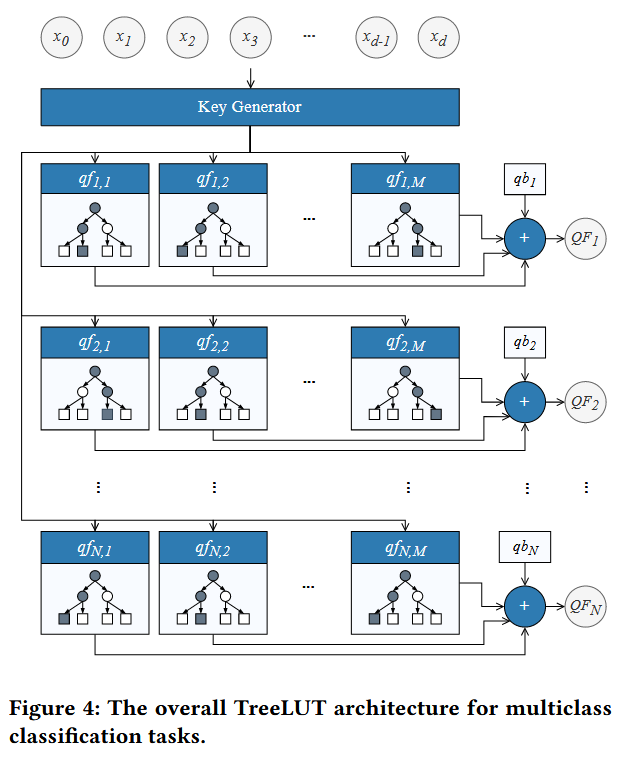 x0 x1 x2 x3 ... xd-1 xd
Key Generator
qf1,1 qf1,2 ... qf1,M qb1
+ QF1
qf2,1 qf2,2 ... qf2,M qb2
+ QF2
⋮ ⋮ ⋮ ⋮ ⋮
qfN,1 qfN,2 ... qfN,M qbN
+ QFN
Figure 4: The overall TreeLUT architecture for multiclass
classification tasks.